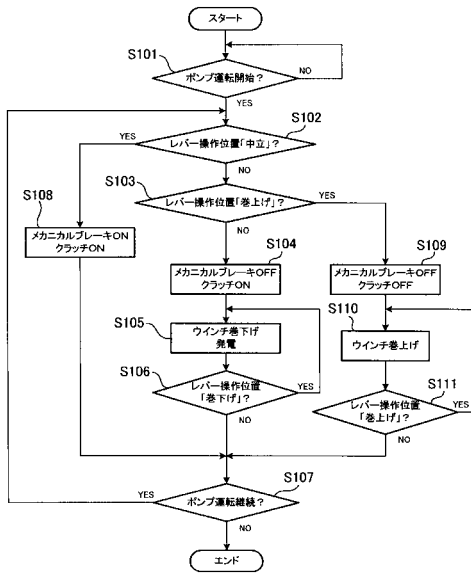 スタート
S101
ポンプ運転開始?
NO
YES
S102
YES
レバー操作位置「中立」?
NO
S103
レバー操作位置「巻上げ」?
YES
NO
S108
メカニカルブレーキON
クラッチON
S104
メカニカルブレーキOFF
クラッチON
S109
メカニカルブレーキOFF
クラッチOFF
S105
ウインチ巻下げ
発電
S110
ウインチ巻上げ
S106
レバー操作位置
「巻下げ」?
YES
NO
S111
レバー操作位置
「巻上げ」?
YES
NO
S107
YES
ポンプ運転継続?
NO
エンド